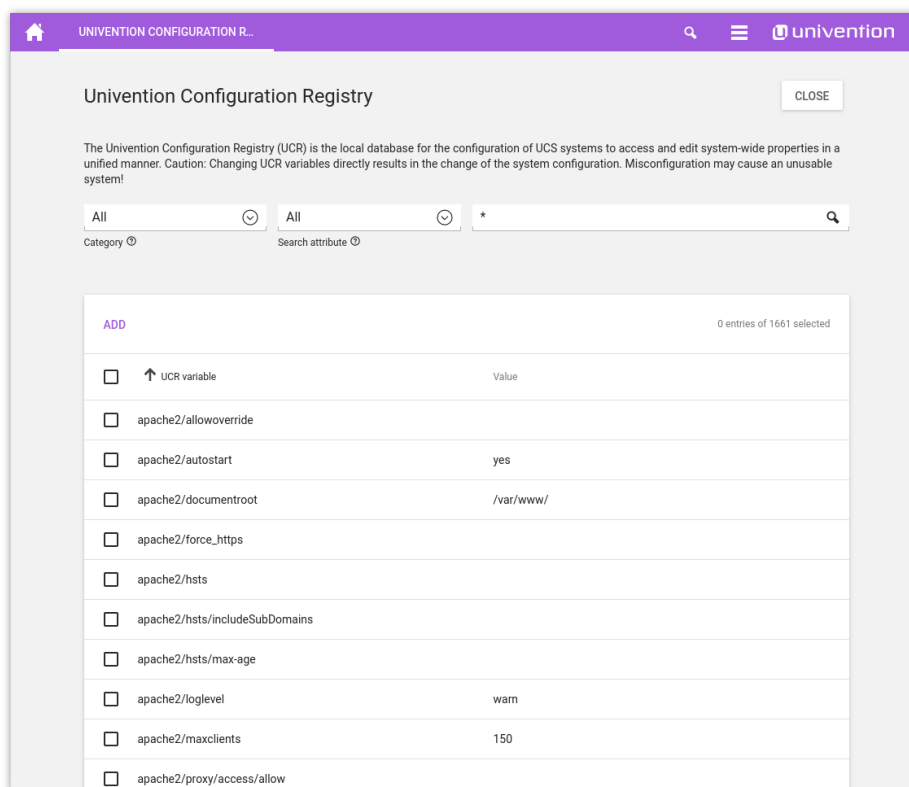 UNIVENTION CONFIGURATION R...
univention
Univention Configuration Registry
CLOSE
The Univention Configuration Registry (UCR) is the local database for the configuration of UCS systems to access and edit system-wide properties in a
unified manner. Caution: Changing UCR variables directly results in the change of the system configuration. Misconfiguration may cause an unusable
system!
All
All
*
Category
Search attribute
ADD
0 entries of 1661 selected
UCR variable
Value
apache2/allowoverride
apache2/autostart yes
apache2/documentroot /var/www/
apache2/force_https
apache2/hsts
apache2/hsts/includeSubDomains
apache2/hsts/max-age
apache2/loglevel warn
apache2/maxclients 150
apache2/proxy/access/allow